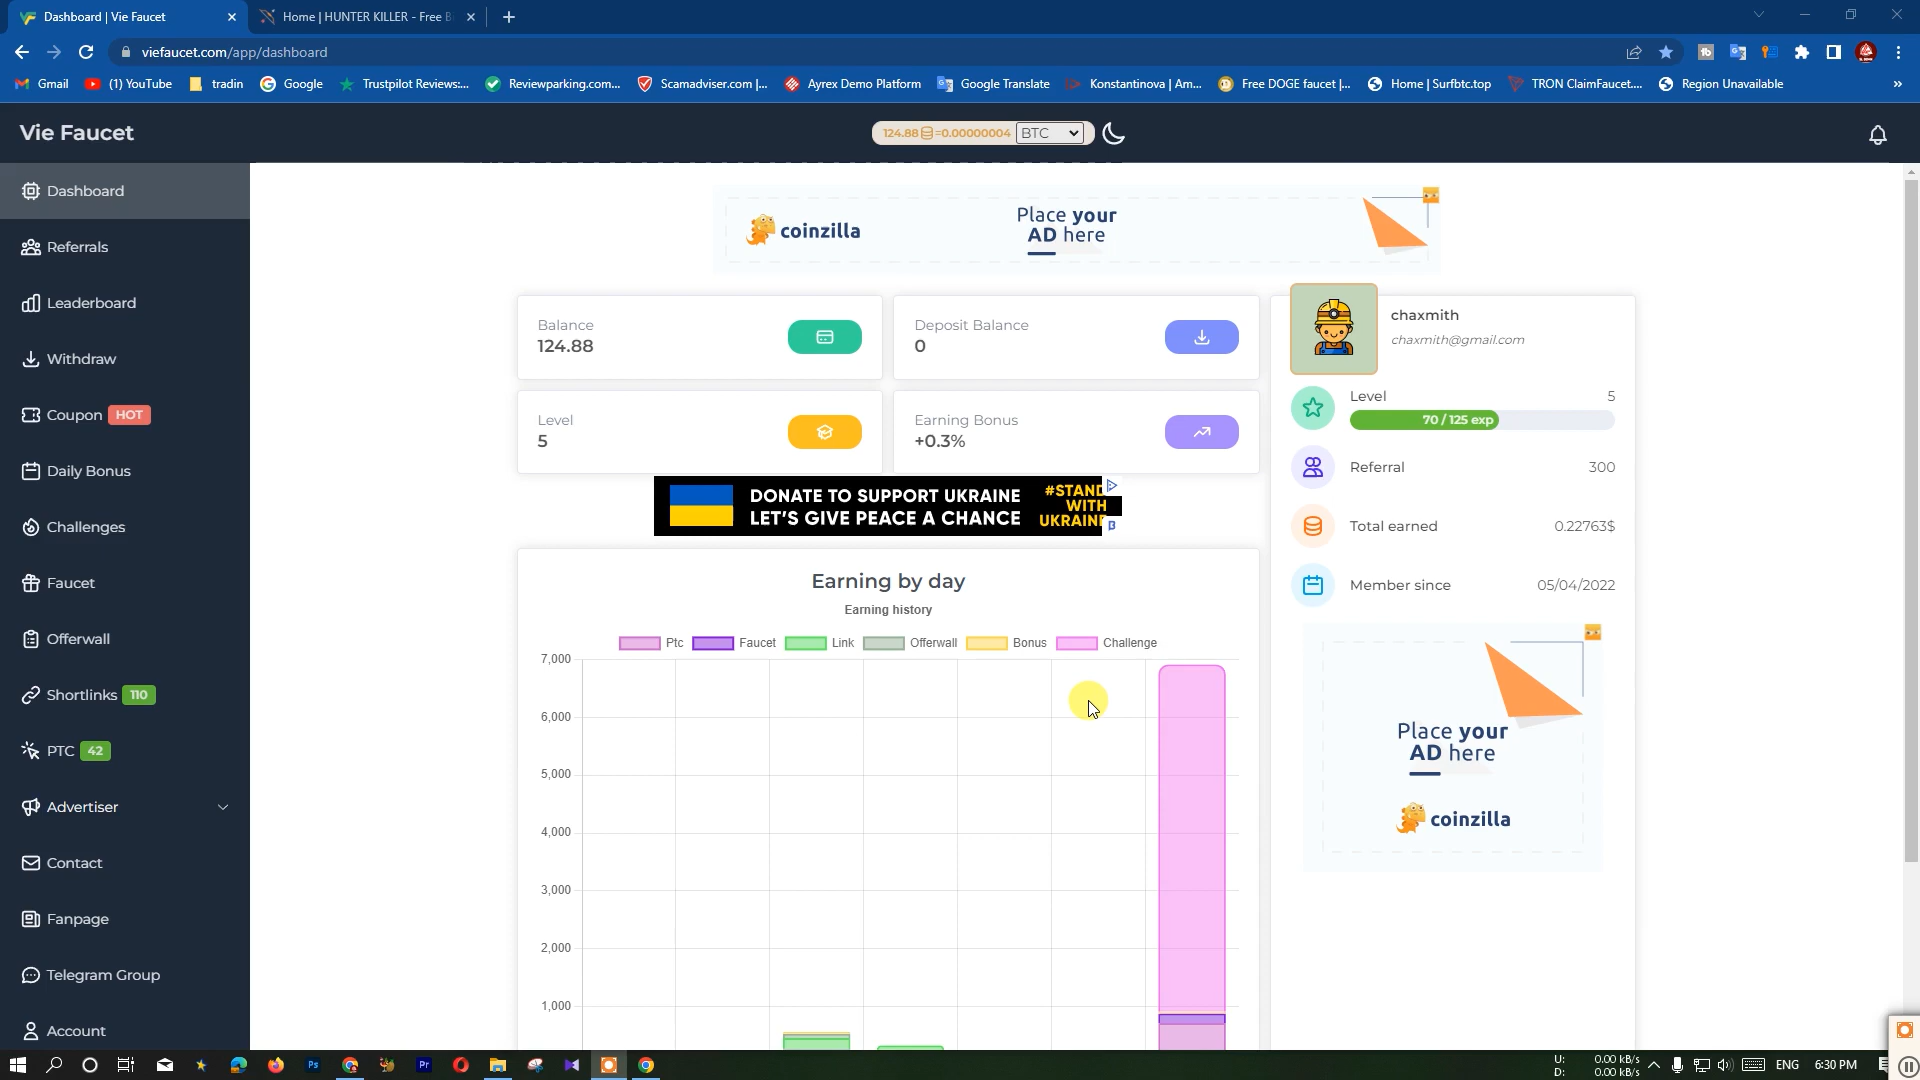 Dashboard | Vie Faucet
Home | HUNTER KILLER - Free B
viefaucet.com/app/dashboard
Gmail
(1) YouTube
tradin
Google
Trustpilot Reviews:...
Reviewparking.com...
Scamadviser.com |...
Ayrex Demo Platform
Google Translate
Konstantinova | Am...
Free DOGE faucet |...
Home | Surfbtc.top
TRON ClaimFaucet....
Region Unavailable
»
Vie Faucet
124.88 =0.00000004 BTC
Dashboard
Referrals
Leaderboard
Withdraw
Coupon HOT
Daily Bonus
Challenges
Faucet
Offerwall
Shortlinks 110
PTC 42
Advertiser
Contact
Fanpage
Telegram Group
Account
coinzilla
Place your
AD here
Balance
124.88
Deposit Balance
0
Level
5
Earning Bonus
+0.3%
DONATE TO SUPPORT UKRAINE
LET'S GIVE PEACE A CHANCE
#STAND
WITH
UKRAINE
Earning by day
Earning history
Ptc
Faucet
Link
Offerwall
Bonus
Challenge
7,000
6,000
5,000
4,000
3,000
2,000
1,000
chaxmith
chaxmith@gmail.com
Level 5
70 / 125 exp
Referral 300
Total earned 0.22763$
Member since 05/04/2022
Place your
AD here
coinzilla
U: 0.00 kB/s
D: 0.00 kB/s
ENG
6:30 PM